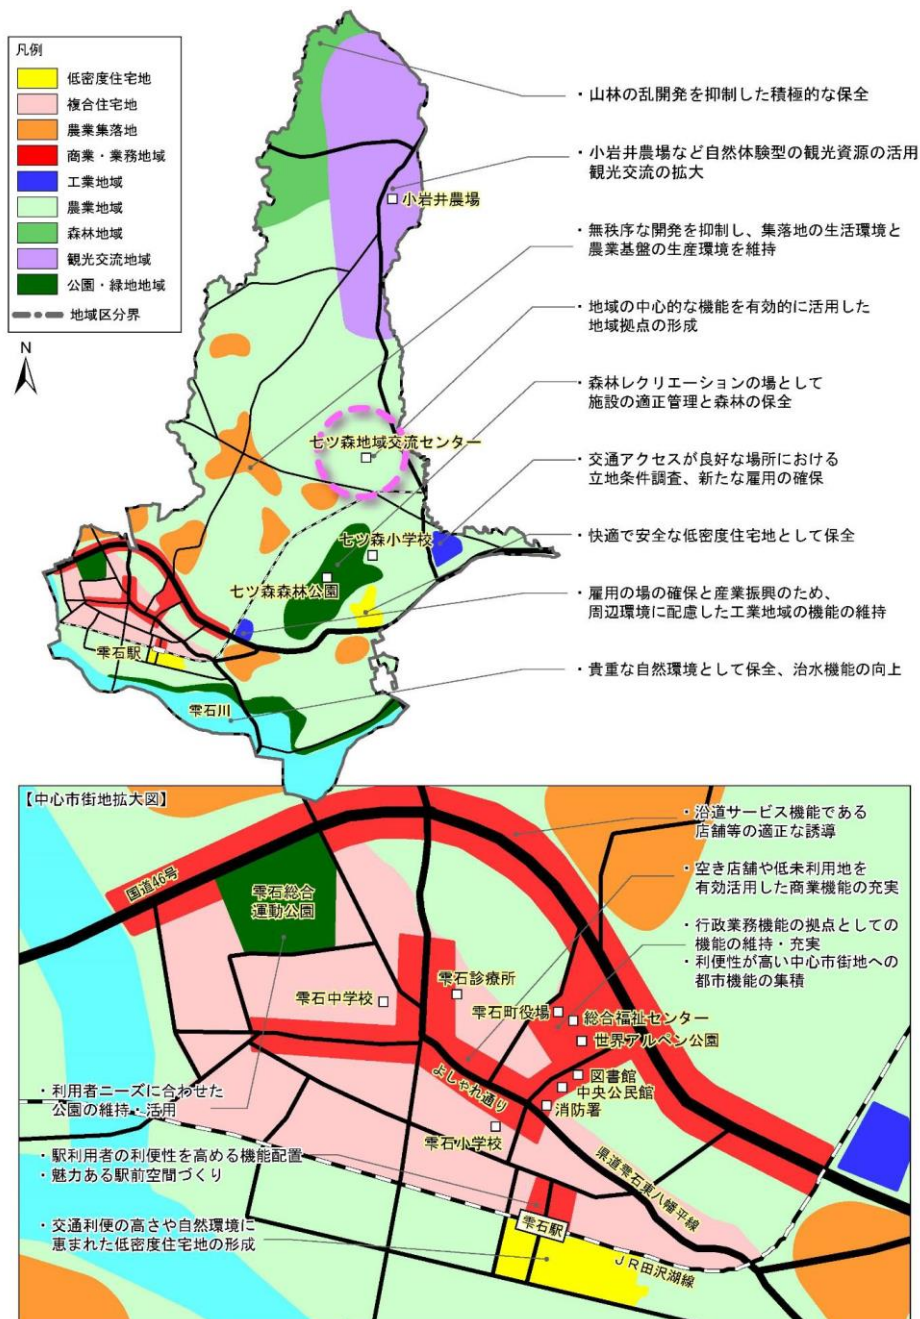 凡例
低密度住宅地
複合住宅地
農業集落地
商業・業務地域
工業地域
農業地域
森林地域
観光交流地域
公園・緑地地域
地域区分界
N
・山林の乱開発を抑制した積極的な保全
・小岩井農場など自然体験型の観光資源の活用
観光交流の拡大
小岩井農場
・無秩序な開発を抑制し、集落地の生活環境と
農業基盤の生産環境を維持
・地域の中心的な機能を有効的に活用した
地域拠点の形成
・森林レクリエーションの場として
施設の適正管理と森林の保全
七ツ森地域交流センター
・交通アクセスが良好な場所における
立地条件調査、新たな雇用の確保
七ツ森小学校
・快適で安全な低密度住宅地として保全
七ツ森森林公園
・雇用の場の確保と産業振興のため、
周辺環境に配慮した工業地域の機能の維持
雫石駅
・貴重な自然環境として保全、治水機能の向上
雫石川
【中心市街地拡大図】
・沿道サービス機能である
店舗等の適正な誘導
国道46号
・空き店舗や低未利用地を
有効活用した商業機能の充実
雫石総合
運動公園
・行政業務機能の拠点としての
機能の維持・充実
・利便性が高い中心市街地への
都市機能の集積
雫石診療所
雫石中学校
雫石町役場
総合福祉センター
世界アルペン公園
図書館
中央公民館
消防署
よしゃれ通り
・利用者ニーズに合わせた
公園の維持・活用
雫石小学校
・駅利用者の利便性を高める機能配置
・魅力ある駅前空間づくり
県道雫石東八幡平線
雫石駅
・交通利便の高さや自然環境に
恵まれた低密度住宅地の形成
JR田沢湖線